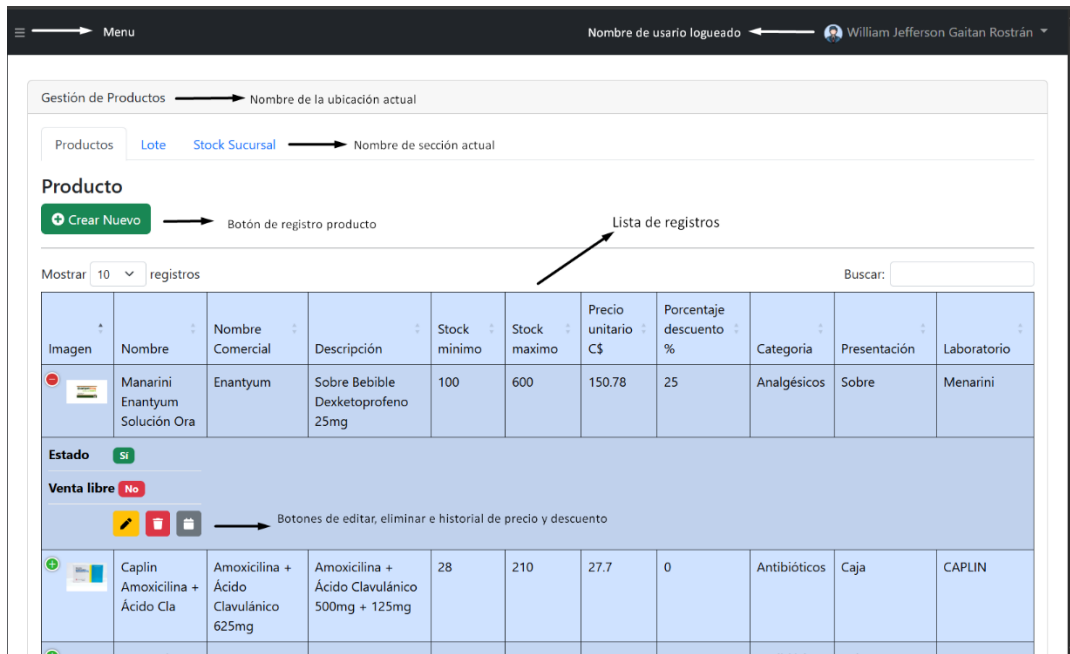 Menu
Nombre de usario logueado
William Jefferson Gaitan Rostrán
Gestión de Productos
Nombre de la ubicación actual
Productos
Lote
Stock Sucursal
Nombre de sección actual
Producto
Crear Nuevo
Botón de registro producto
Lista de registros
Mostrar 10 registros
Buscar:
Imagen
Nombre
Nombre
Comercial
Descripción
Stock
minimo
Stock
maximo
Precio
unitario
C$
Porcentaje
descuento
%
Categoria
Presentación
Laboratorio
Manarini
Enantyum
Solución Ora
Enantyum
Sobre Bebible
Dexketoprofeno
25mg
100
600
150.78
25
Analgésicos
Sobre
Menarini
Estado Sí
Venta libre No
Botones de editar, eliminar e historial de precio y descuento
Caplin
Amoxicilina +
Ácido Cla
Amoxicilina +
Ácido
Clavulánico
625mg
Amoxicilina +
Ácido Clavulánico
500mg + 125mg
28
210
27.7
0
Antibióticos
Caja
CAPLIN